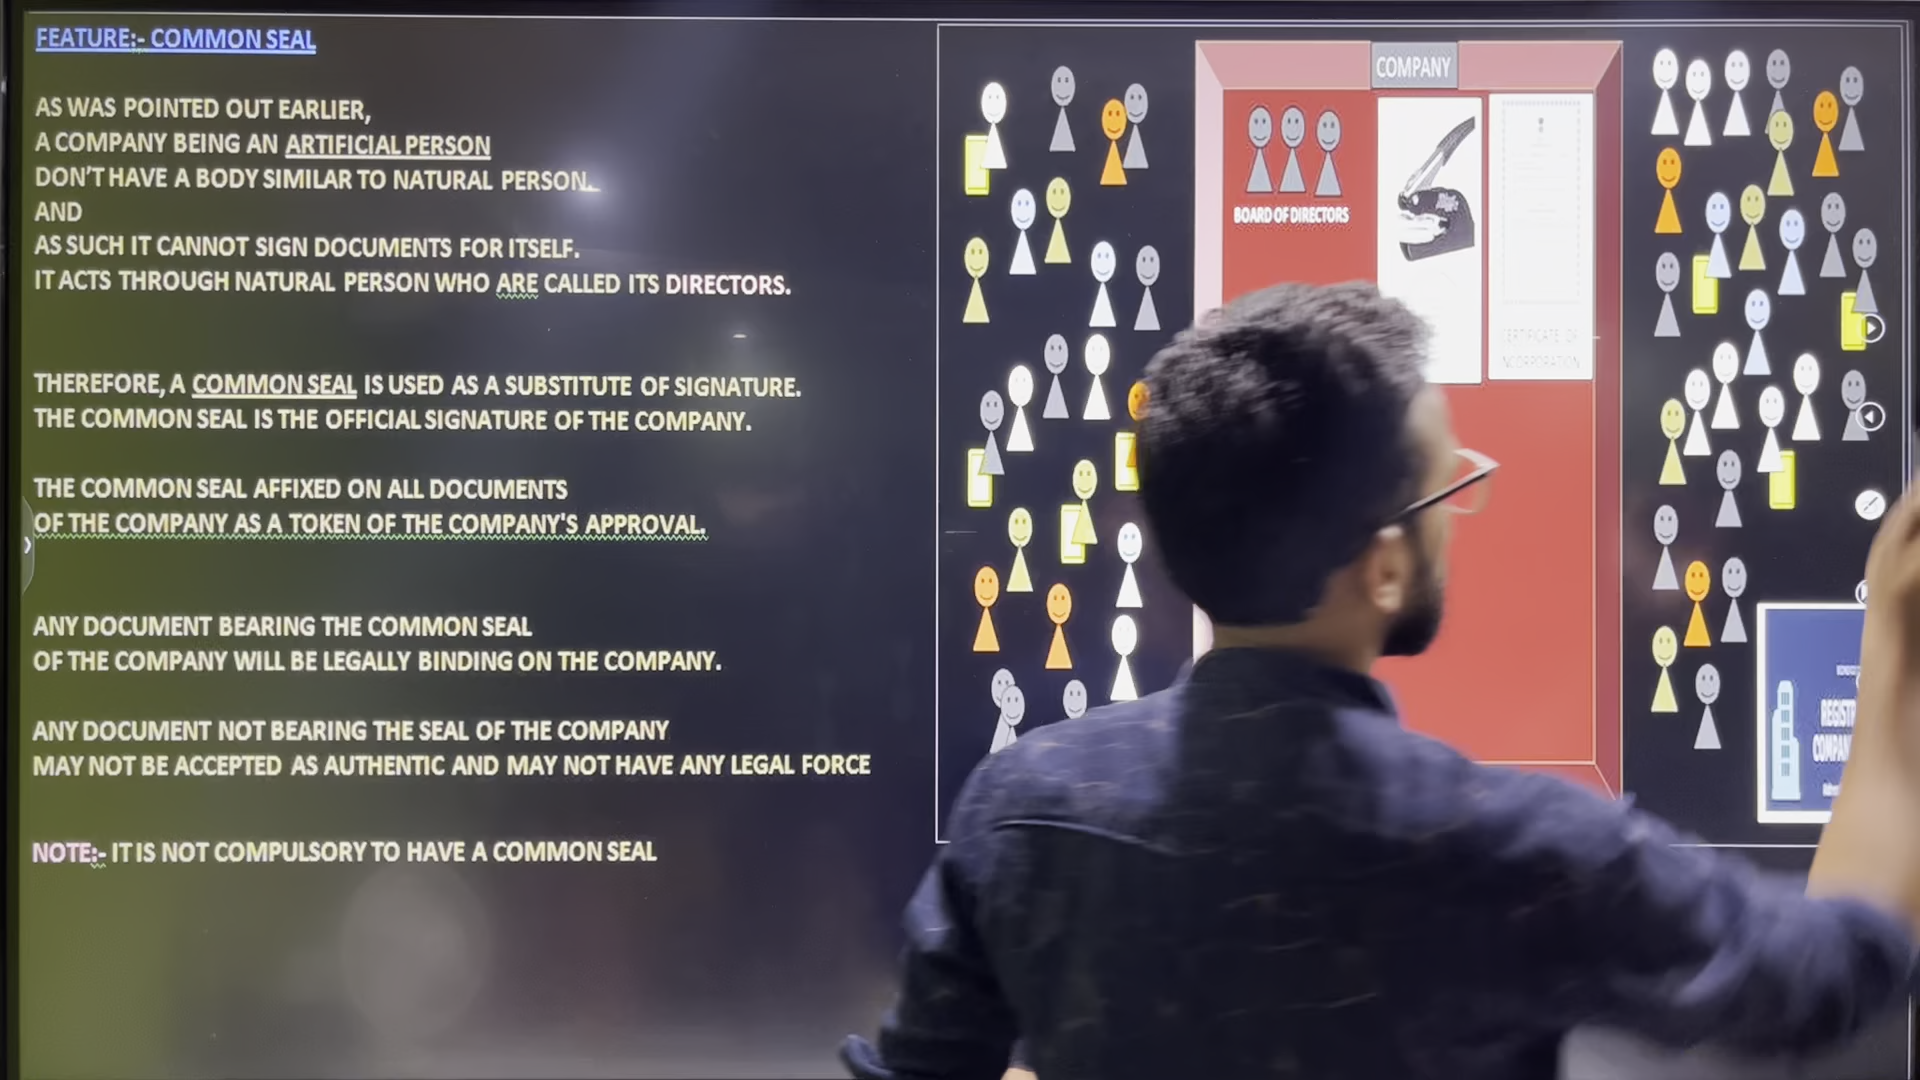 FEATURE:- COMMON SEAL
AS WAS POINTED OUT EARLIER,
A COMPANY BEING AN ARTIFICIAL PERSON
DON'T HAVE A BODY SIMILAR TO NATURAL PERSON.
AND
AS SUCH IT CANNOT SIGN DOCUMENTS FOR ITSELF.
IT ACTS THROUGH NATURAL PERSON WHO ARE CALLED ITS DIRECTORS.
THEREFORE, A COMMON SEAL IS USED AS A SUBSTITUTE OF SIGNATURE.
THE COMMON SEAL IS THE OFFICIAL SIGNATURE OF THE COMPANY.
THE COMMON SEAL AFFIXED ON ALL DOCUMENTS
OF THE COMPANY AS A TOKEN OF THE COMPANY'S APPROVAL.
ANY DOCUMENT BEARING THE COMMON SEAL
OF THE COMPANY WILL BE LEGALLY BINDING ON THE COMPANY.
ANY DOCUMENT NOT BEARING THE SEAL OF THE COMPANY
MAY NOT BE ACCEPTED AS AUTHENTIC AND MAY NOT HAVE ANY LEGAL FORCE
NOTE:- IT IS NOT COMPULSORY TO HAVE A COMMON SEAL
COMPANY
BOARD OF DIRECTORS
CERTIFICATE OF
INCORPORATION